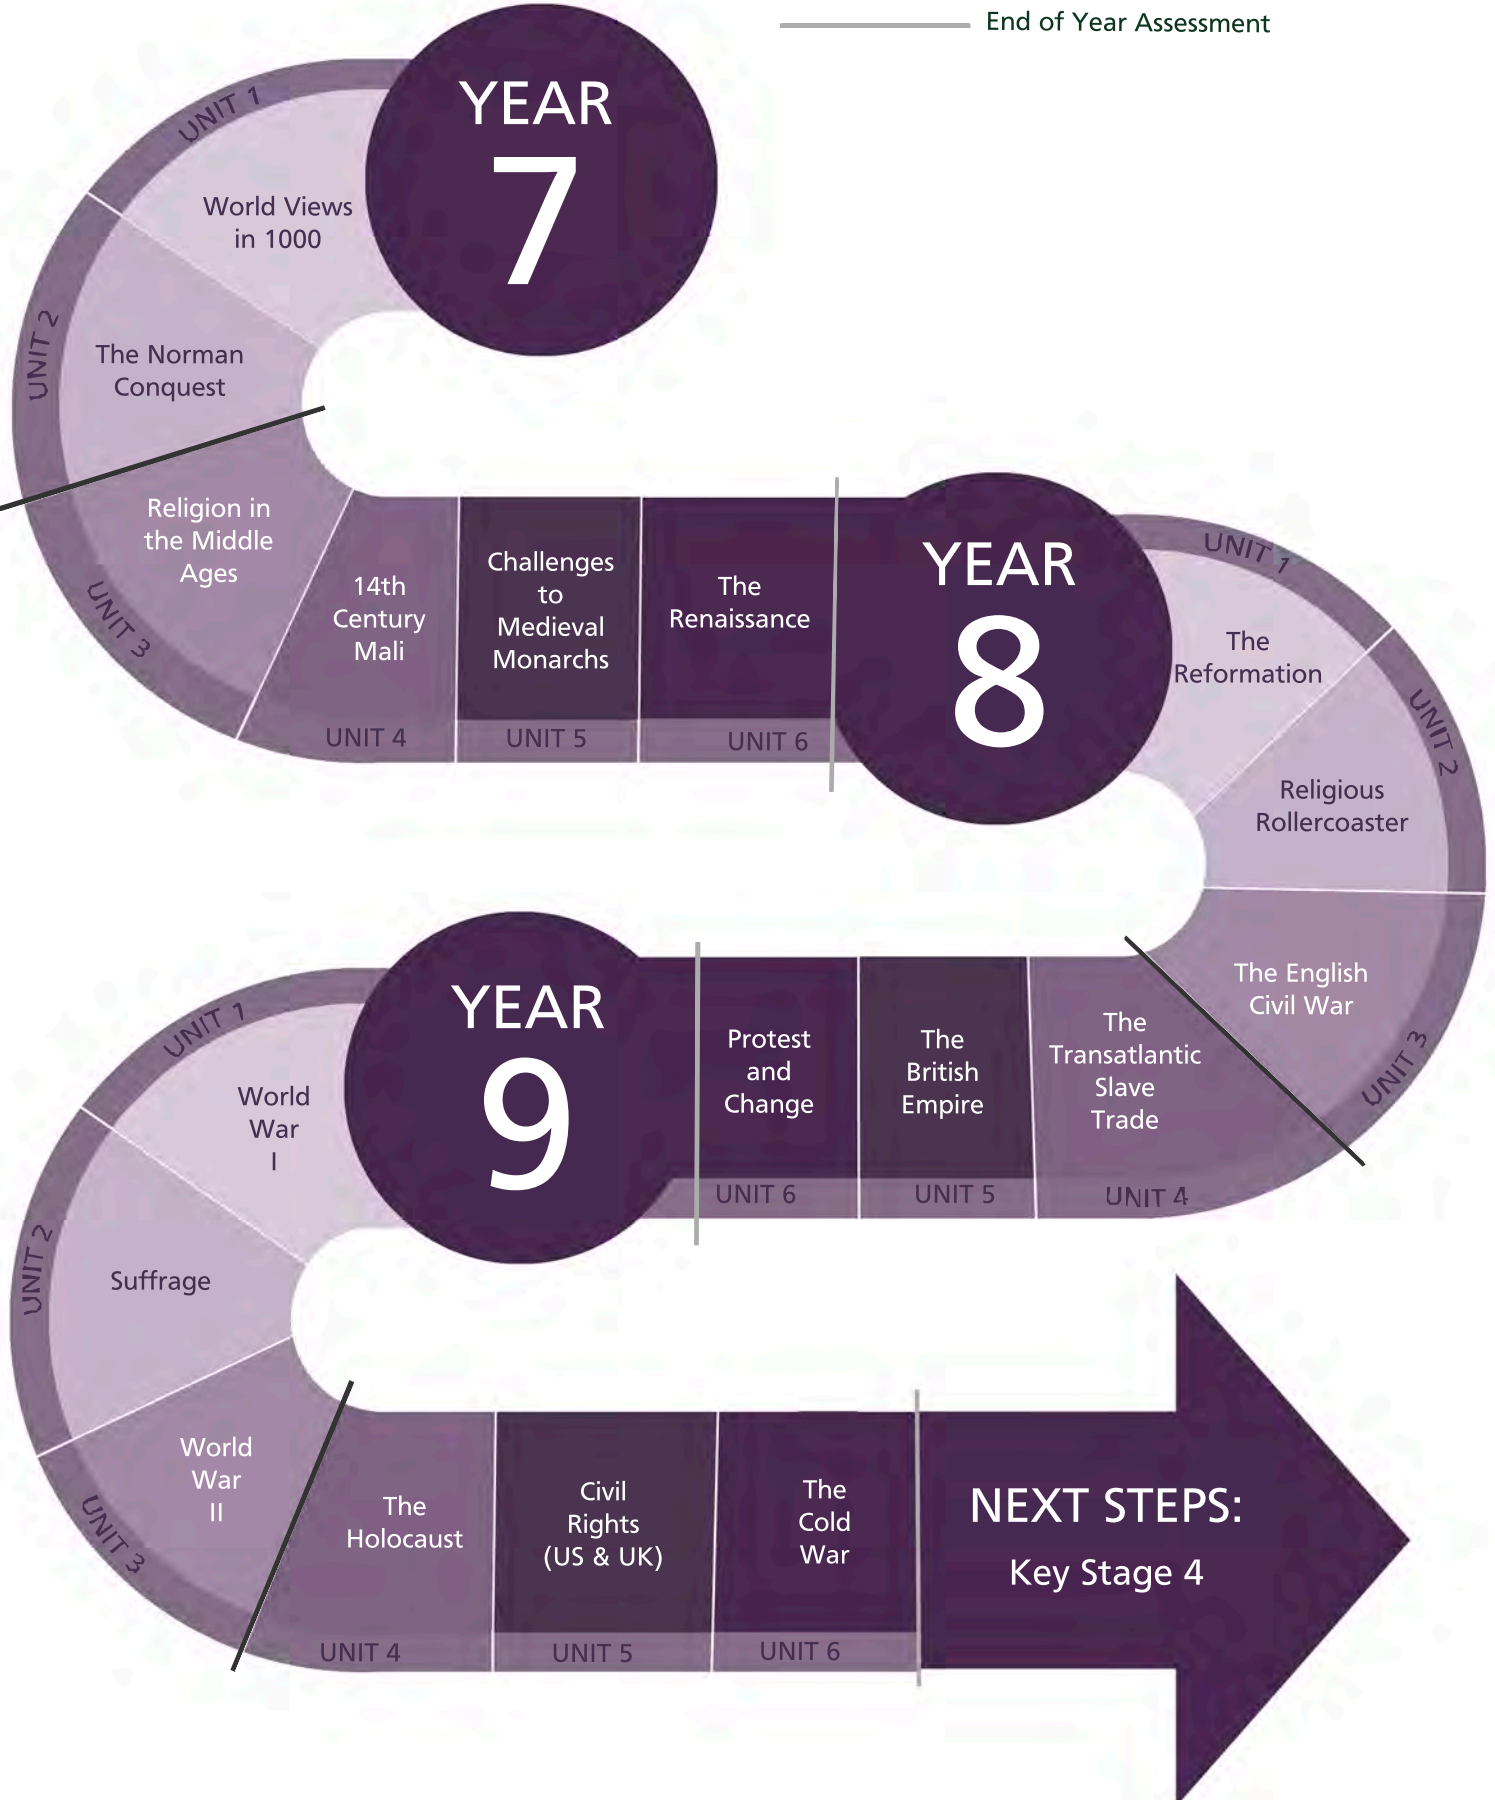 End of Year Assessment
YEAR
7
UNIT 1
World Views
in 1000
UNIT 2
The Norman
Conquest
UNIT 3
Religion in
the Middle
Ages
UNIT 4
14th
Century
Mali
UNIT 5
Challenges
to
Medieval
Monarchs
UNIT 6
The
Renaissance
YEAR
8
UNIT 1
The
Reformation
UNIT 2
Religious
Rollercoaster
UNIT 3
The English
Civil War
UNIT 4
The
Transatlantic
Slave
Trade
UNIT 5
The
British
Empire
UNIT 6
Protest
and
Change
YEAR
9
UNIT 1
World
War
I
UNIT 2
Suffrage
UNIT 3
World
War
II
UNIT 4
The
Holocaust
UNIT 5
Civil
Rights
(US & UK)
UNIT 6
The
Cold
War
NEXT STEPS:
Key Stage 4